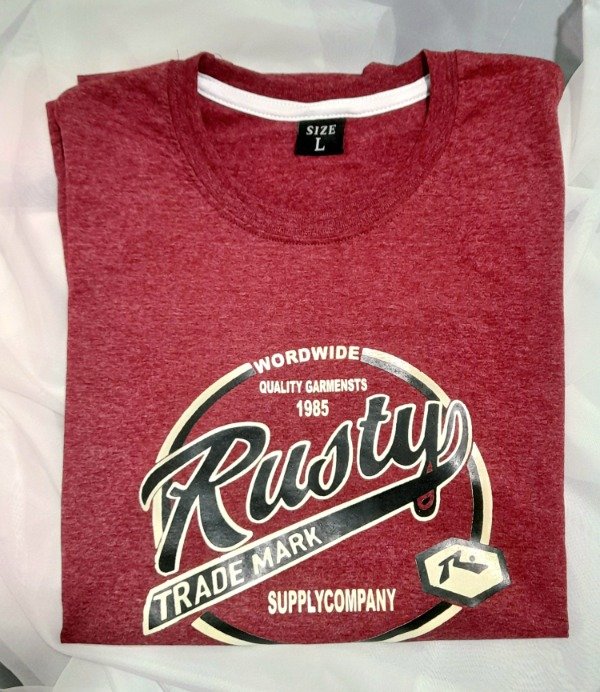 SIZE
L
WORDWIDE
QUALITY GARMENSTS
1985
Rusty
TRADE MARK
SUPPLYCOMPANY
R.